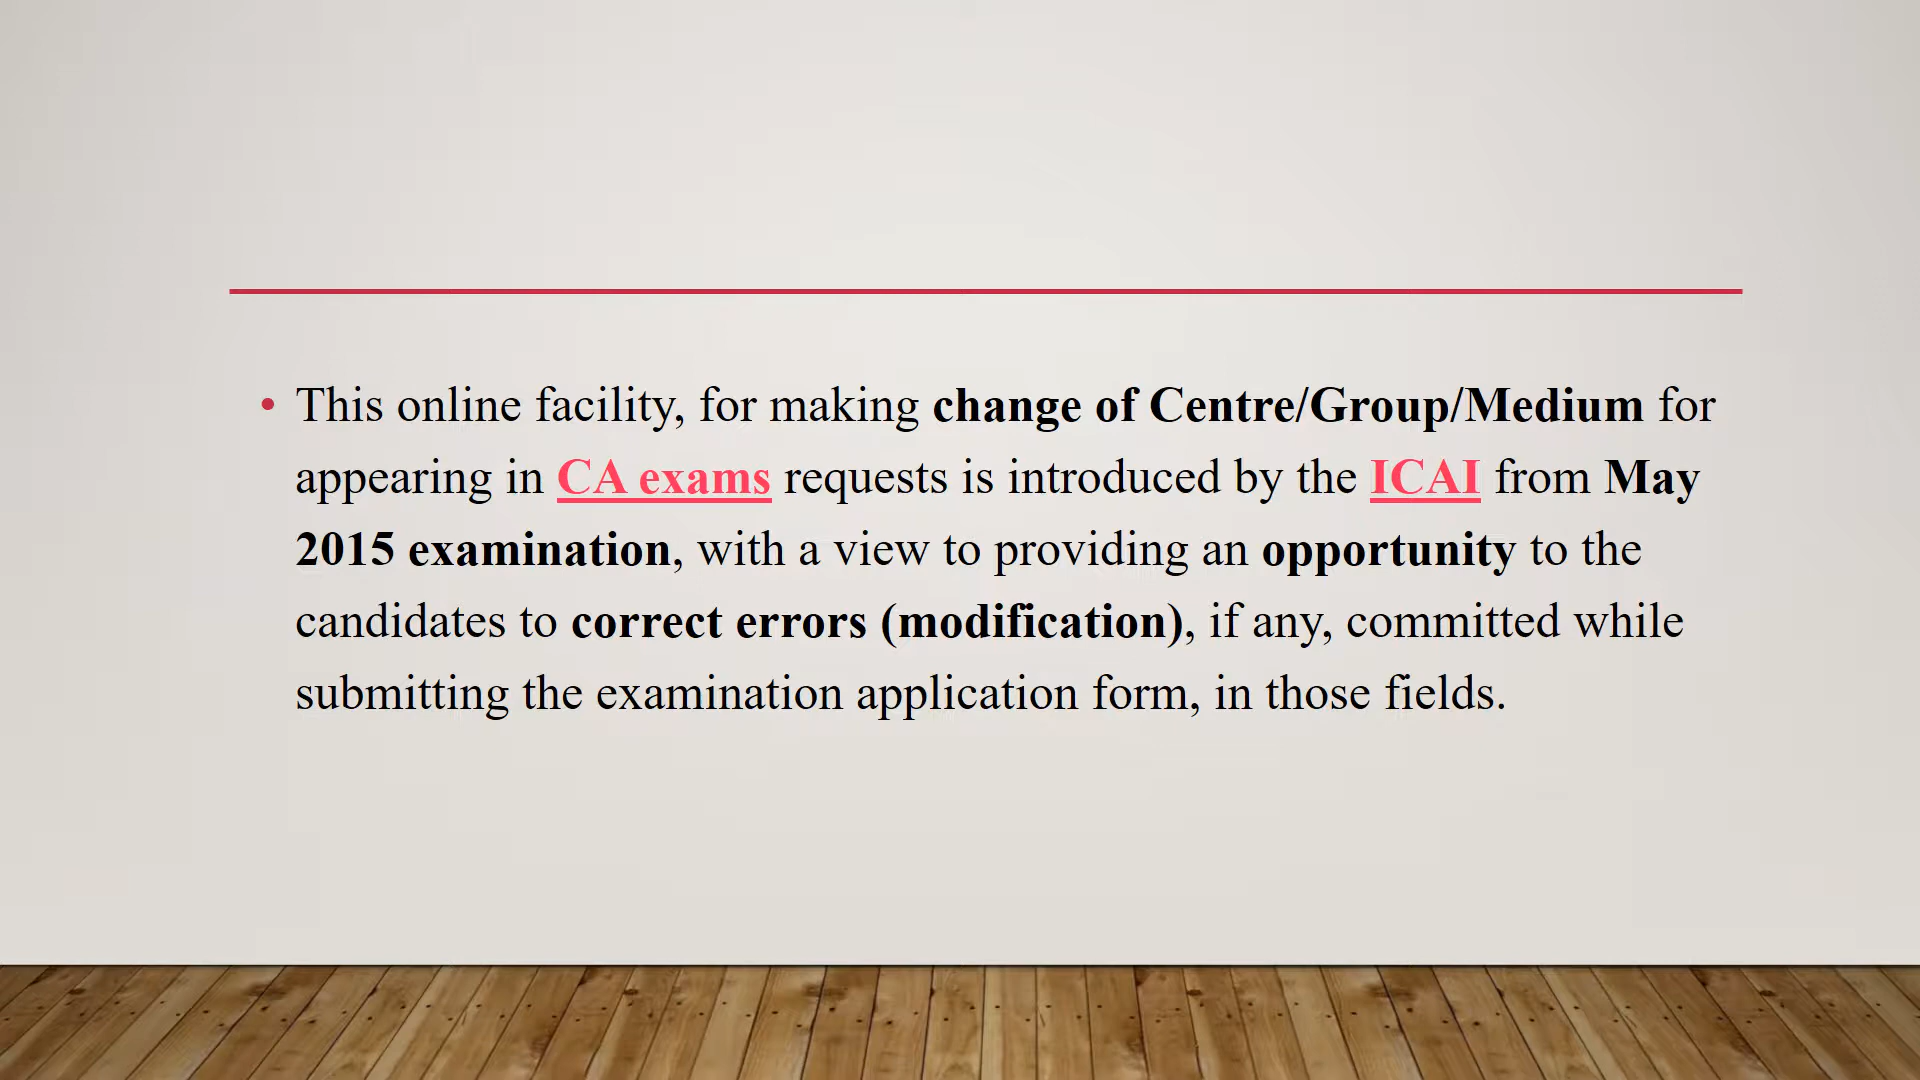 • This online facility, for making change of Centre/Group/Medium for
appearing in CA exams requests is introduced by the ICAI from May
2015 examination, with a view to providing an opportunity to the
candidates to correct errors (modification), if any, committed while
submitting the examination application form, in those fields.